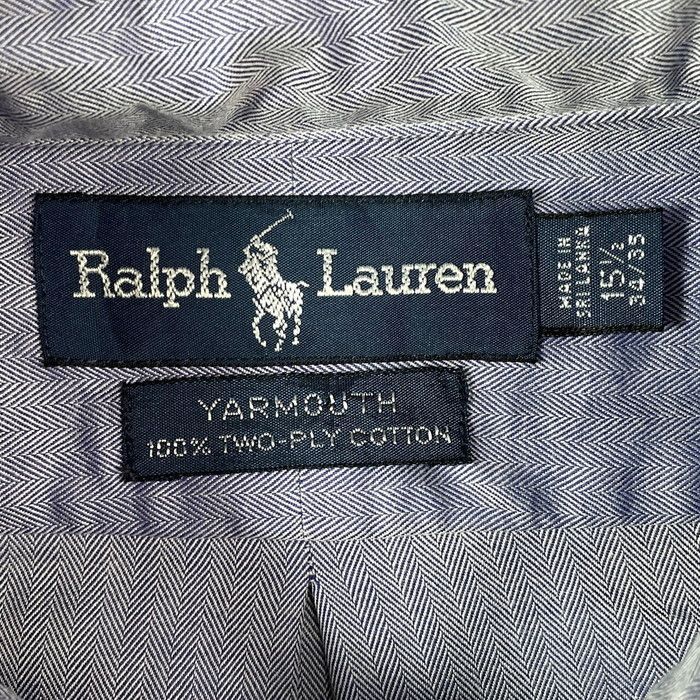 Ralph Lauren
MADE IN
SRI LANKA
15½
34/35
YARMOUTH
100% TWO-PLY COTTON